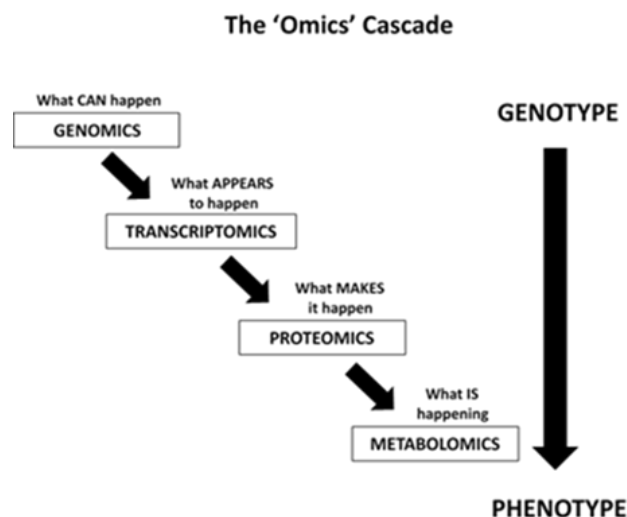 The ‘Omics’ Cascade
What CAN happen
GENOMICS
GENOTYPE
What APPEARS
to happen
TRANSCRIPTOMICS
What MAKES
it happen
PROTEOMICS
What IS
happening
METABOLOMICS
PHENOTYPE